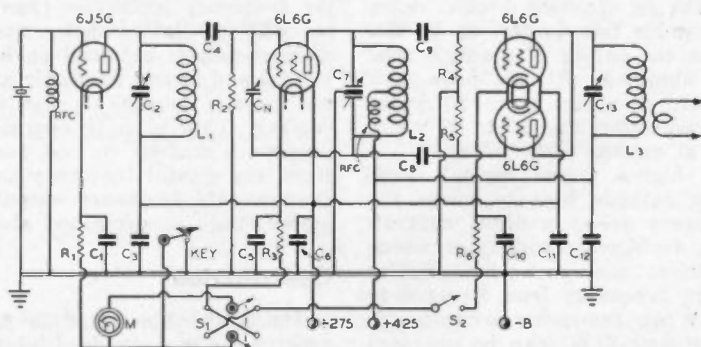 6J5G
6L6G
6L6G
C4
C9
RFC
C2
L1
R2
CN
C7
L2
RFC
R4
R5
C8
6L6G
C13
L3
R1
C1
C3
KEY
C5
R3
C6
R6
C10
C11
C12
M
S1
+275
+425
S2
-B